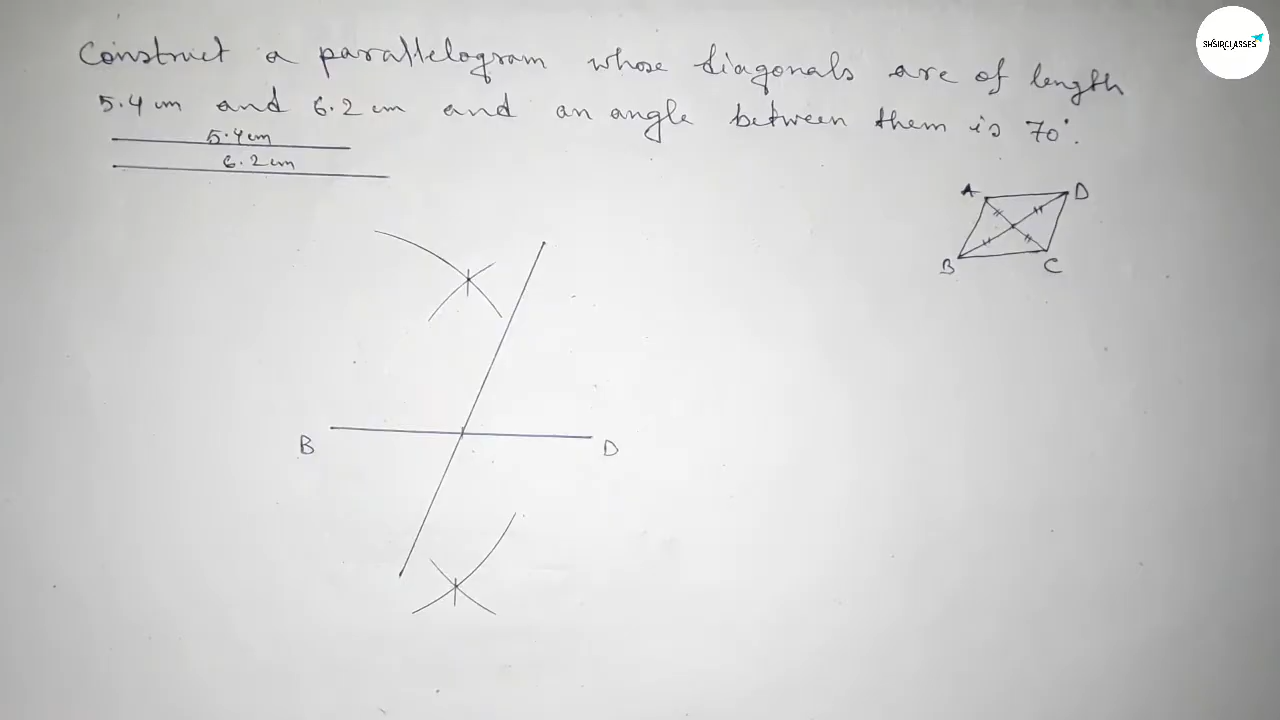 Construct a parallelogram whose diagonals are of length
5.4 cm and 6.2 cm and an angle between them is 70°.
5.4 cm
6.2 cm
A D
B C
B D
SHSIRCLASSES